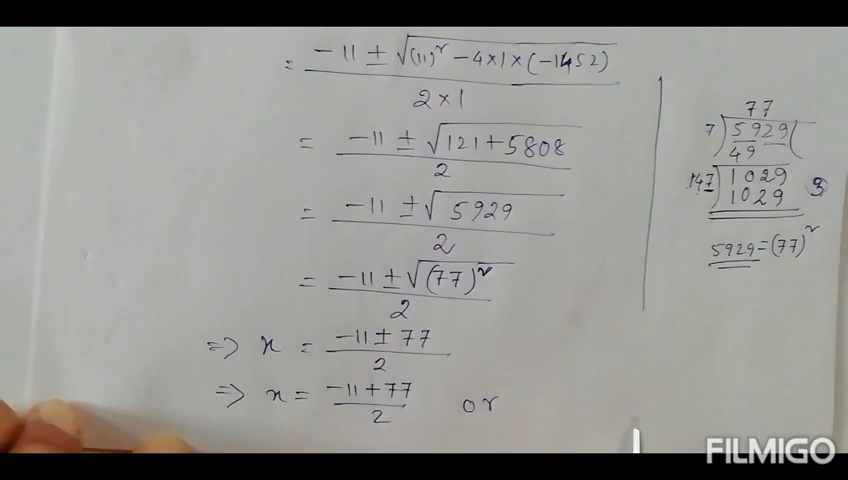 = -11 ± √(11)² - 4×1×(-1452)
2×1
= -11 ± √121+5808
2
= -11 ± √5929
2
= -11 ± √(77)²
2
=> x = -11 ± 77
2
=> x = -11+77 or
2
77
7 ) 5929 (
49
147 ) 1029
1029
5929 = (77)²
FILMIGO